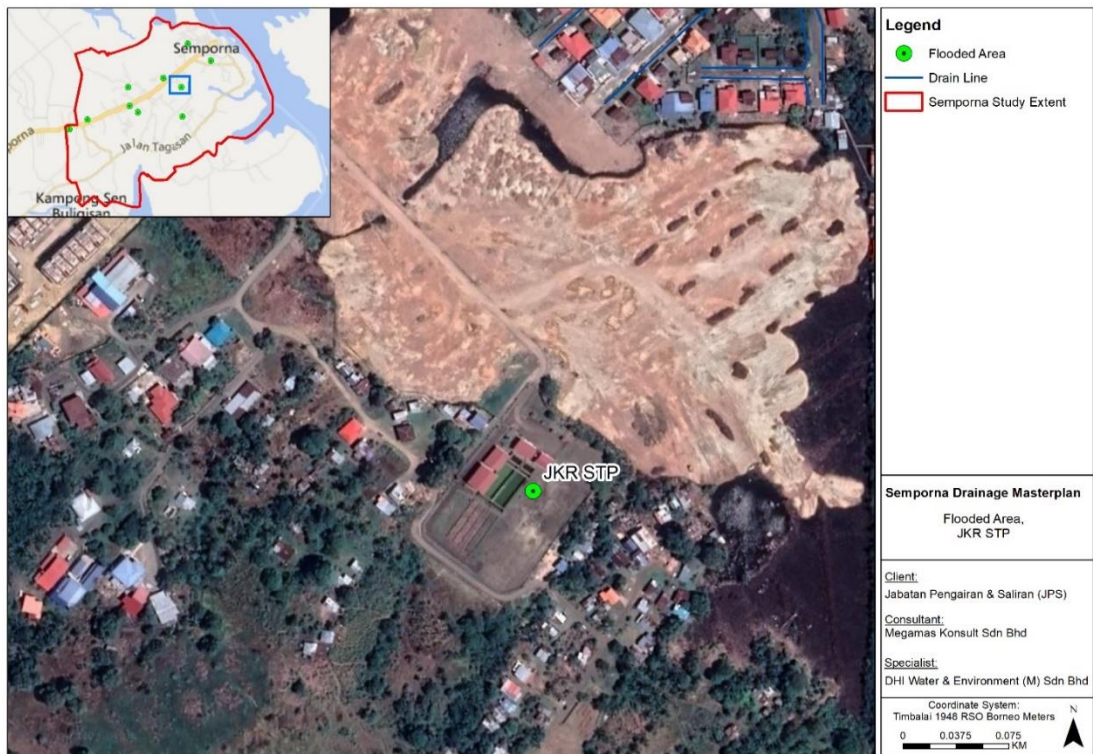 Semporna
porna
Jalan Tagasan
Kampong Sen
Buligisan
JKR STP
Legend
Flooded Area
Drain Line
Semporna Study Extent
Semporna Drainage Masterplan
Flooded Area,
JKR STP
Client:
Jabatan Pengairan & Saliran (JPS)
Consultant:
Megamas Konsult Sdn Bhd
Specialist:
DHI Water & Environment (M) Sdn Bhd
Coordinate System:
Timbalai 1948 RSO Borneo Meters
N
0 0.0375 0.075
KM